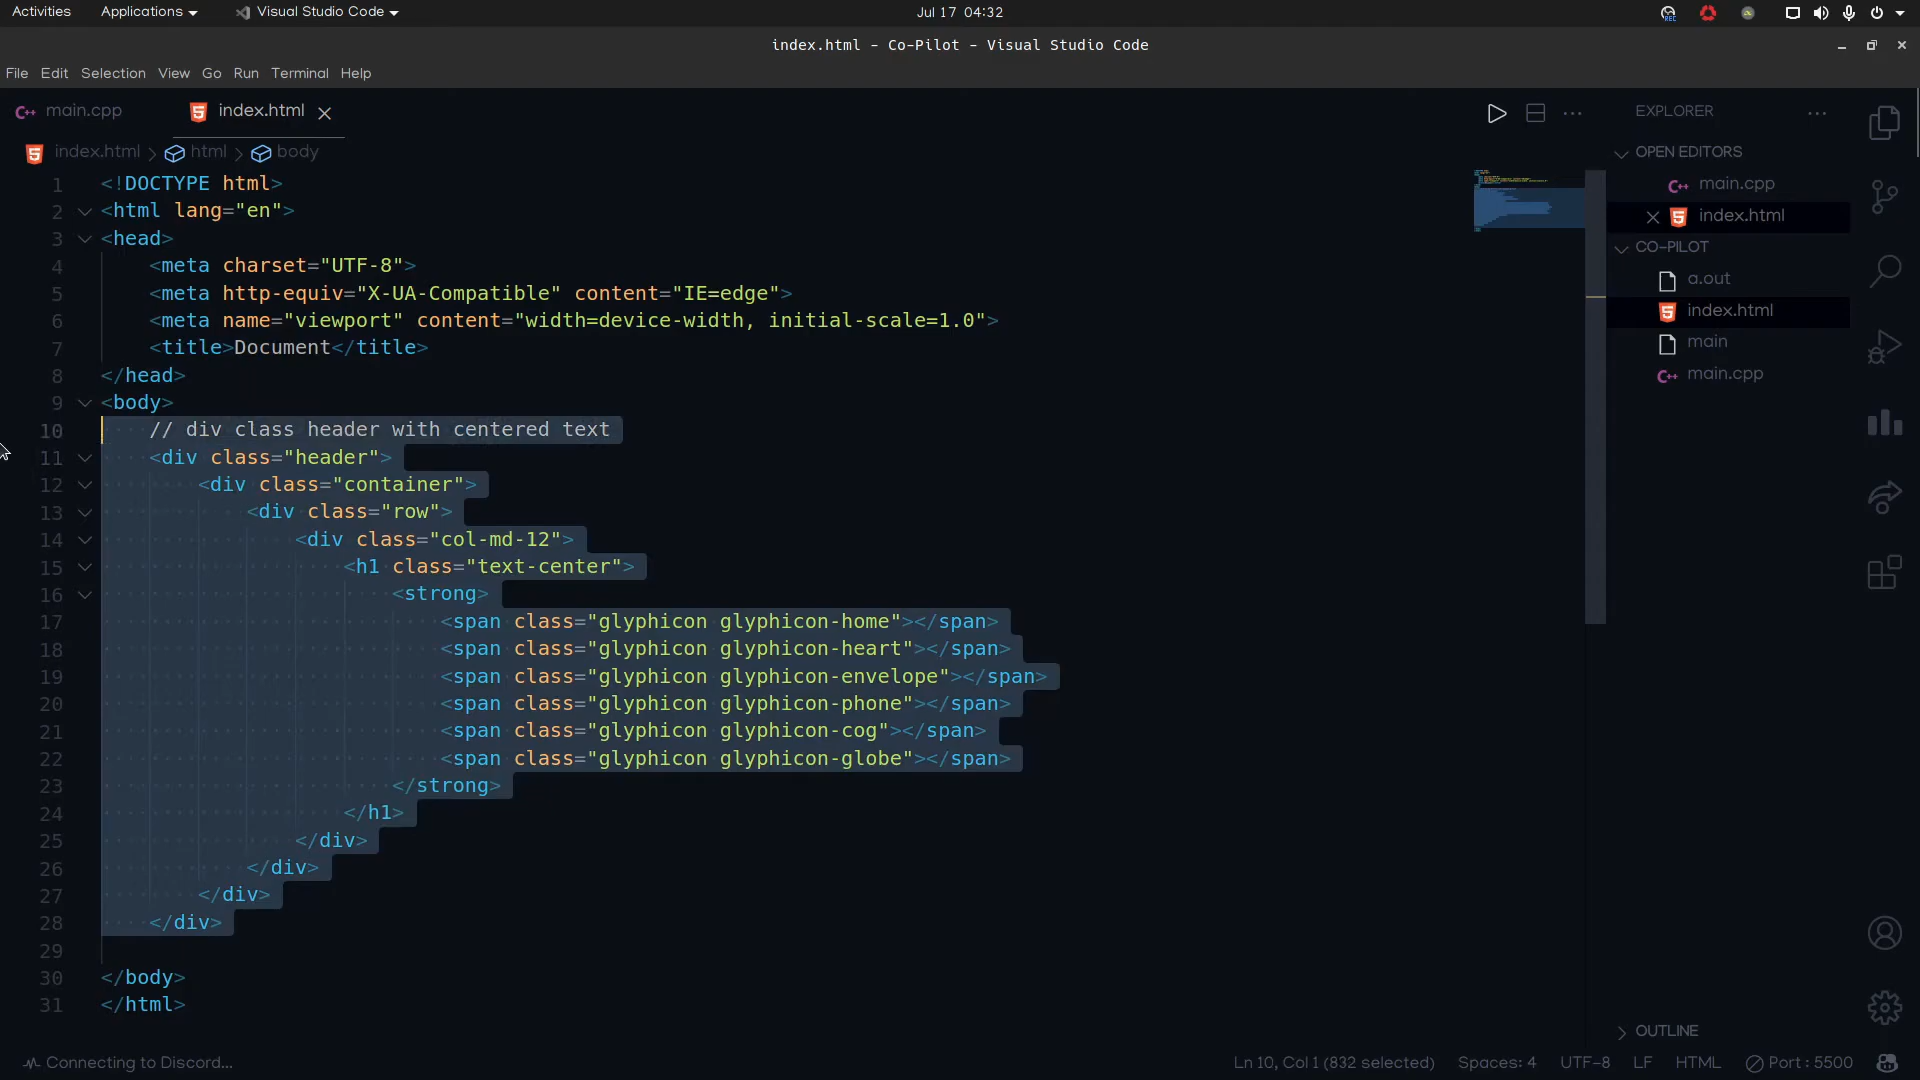 Activities Applications Visual Studio Code Jul 17 04:32 REC
index.html - Co-Pilot - Visual Studio Code
File Edit Selection View Go Run Terminal Help
main.cpp index.html
index.html html body
1 <!DOCTYPE html>
2 <html lang="en">
3 <head>
4 <meta charset="UTF-8">
5 <meta http-equiv="X-UA-Compatible" content="IE=edge">
6 <meta name="viewport" content="width=device-width, initial-scale=1.0">
7 <title>Document</title>
8 </head>
9 <body>
10 // div class header with centered text
11 <div class="header">
12 <div class="container">
13 <div class="row">
14 <div class="col-md-12">
15 <h1 class="text-center">
16 <strong>
17 <span class="glyphicon glyphicon-home"></span>
18 <span class="glyphicon glyphicon-heart"></span>
19 <span class="glyphicon glyphicon-envelope"></span>
20 <span class="glyphicon glyphicon-phone"></span>
21 <span class="glyphicon glyphicon-cog"></span>
22 <span class="glyphicon glyphicon-globe"></span>
23 </strong>
24 </h1>
25 </div>
26 </div>
27 </div>
28 </div>
29
30 </body>
31 </html>
EXPLORER
OPEN EDITORS
C++ main.cpp
index.html
CO-PILOT
a.out
index.html
main
C++ main.cpp
OUTLINE
Connecting to Discord... Ln 10, Col 1 (832 selected) Spaces: 4 UTF-8 LF HTML Port : 5500